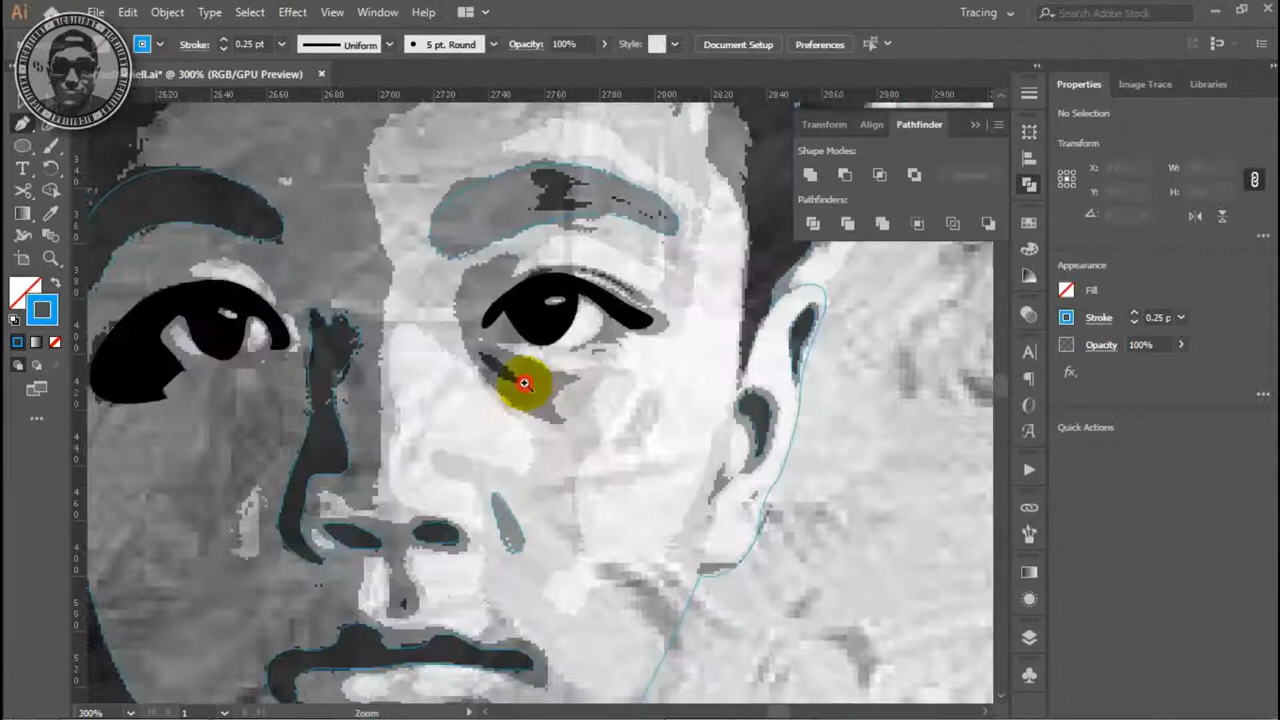 Ai File Edit Object Type Select Effect View Window Help
Tracing
Search Adobe Stock
Stroke: 0.25 pt Uniform 5 pt. Round Opacity: 100% Style: Document Setup Preferences
ell.ai* @ 300% (RGB/GPU Preview) ×
2620 2640 2660 2680 2700 2720 2740 2760 2780 2800 2820 2840 2860 2880 2900
Transform Align Pathfinder
Shape Modes:
Pathfinders:
Properties Image Trace Libraries
No Selection
Transform
X: W:
Y: H:
Appearance
Fill
Stroke 0.25 p
Opacity 100%
fx.
Quick Actions
300% 1 Zoom